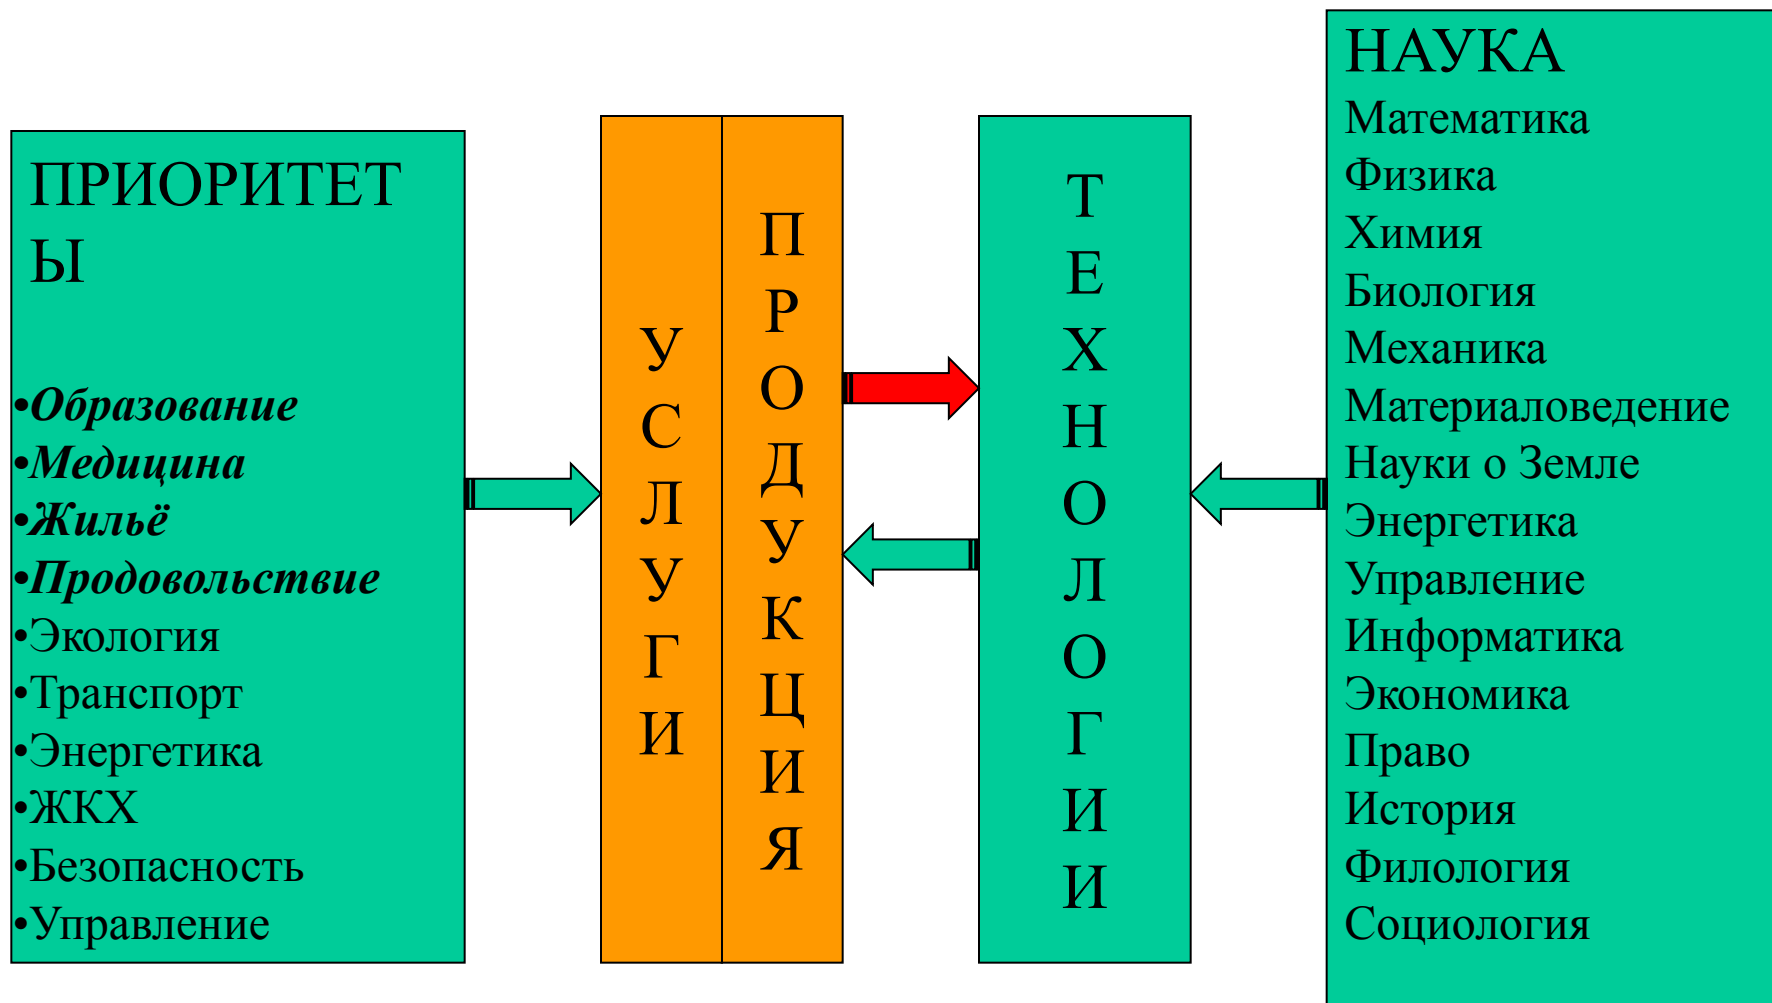 ПРИОРИТЕТ
Ы
•Образование
•Медицина
•Жильё
•Продовольствие
•Экология
•Транспорт
•Энергетика
•ЖКХ
•Безопасность
•Управление
У
С
Л
У
Г
И
П
Р
О
Д
У
К
Ц
И
Я
Т
Е
Х
Н
О
Л
О
Г
И
И
НАУКА
Математика
Физика
Химия
Биология
Механика
Материаловедение
Науки о Земле
Энергетика
Управление
Информатика
Экономика
Право
История
Филология
Социология